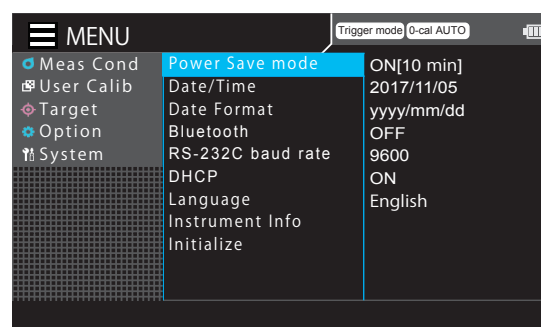 MENU
Trigger mode 0-cal AUTO
Meas Cond
User Calib
Target
Option
System
Power Save mode ON[10 min]
Date/Time 2017/11/05
Date Format yyyy/mm/dd
Bluetooth OFF
RS-232C baud rate 9600
DHCP ON
Language English
Instrument Info
Initialize